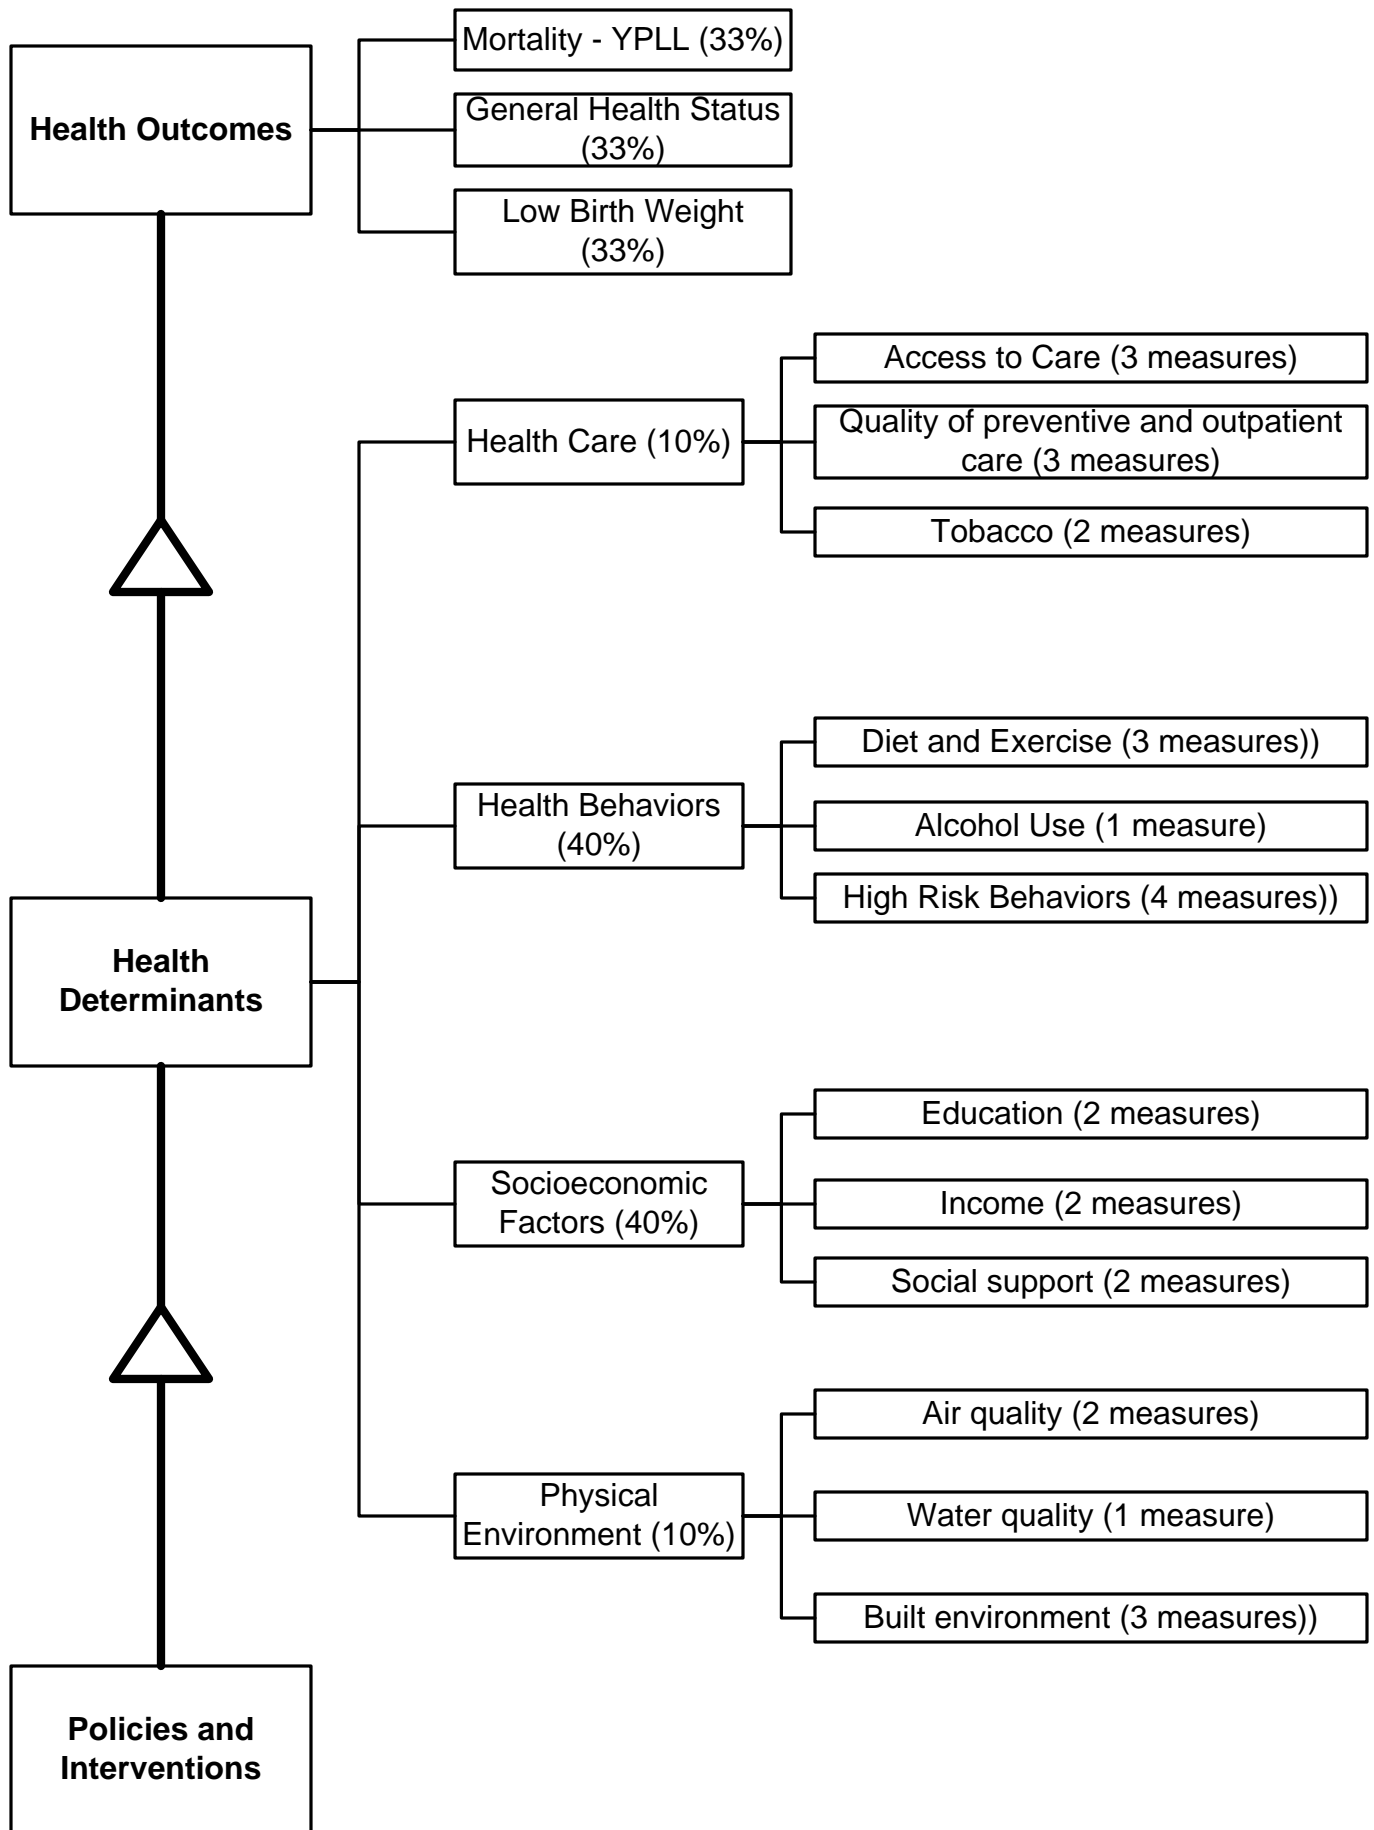 Mortality - YPLL (33%)
Health Outcomes
General Health Status
(33%)
Low Birth Weight
(33%)
Access to Care (3 measures)
Health Care (10%)
Quality of preventive and outpatient
care (3 measures)
Tobacco (2 measures)
Diet and Exercise (3 measures))
Health Behaviors
(40%)
Alcohol Use (1 measure)
High Risk Behaviors (4 measures))
Health
Determinants
Education (2 measures)
Socioeconomic
Factors (40%)
Income (2 measures)
Social support (2 measures)
Air quality (2 measures)
Physical
Environment (10%)
Water quality (1 measure)
Built environment (3 measures))
Policies and
Interventions